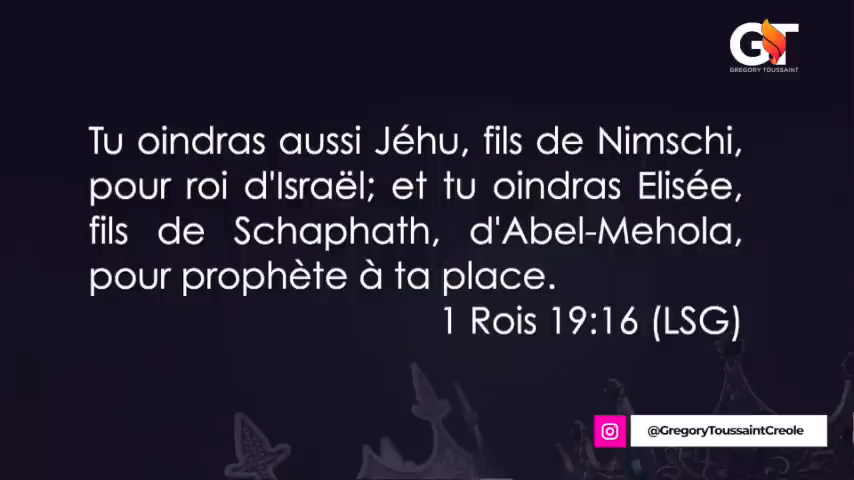 GT
GREGORY TOUSSAINT
Tu oindras aussi Jéhu, fils de Nimschi,
pour roi d'Israël; et tu oindras Elisée,
fils de Schaphath, d'Abel-Mehola,
pour prophète à ta place.
1 Rois 19:16 (LSG)
@GregoryToussaintCreole